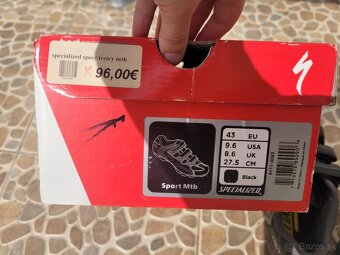 specialized sport tretry mtb
96,00€
43 EU
9.6 USA
8.6 UK
27.5 CM
Black
Sport Mtb
SPECIALIZED
bazos.sk